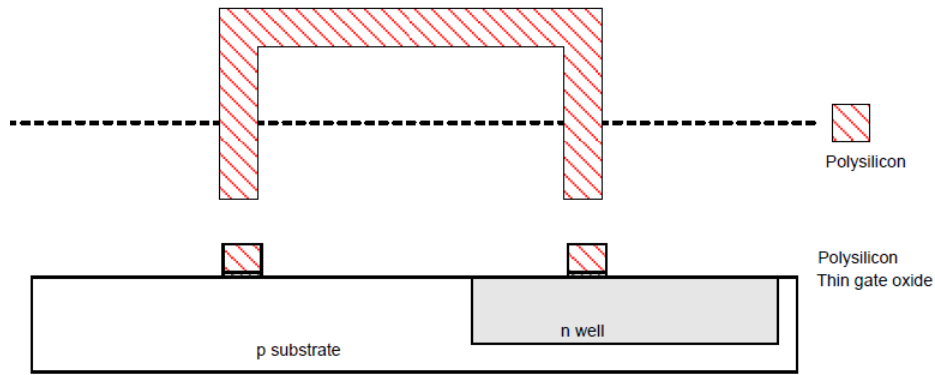 Polysilicon
Polysilicon
Thin gate oxide
n well
p substrate